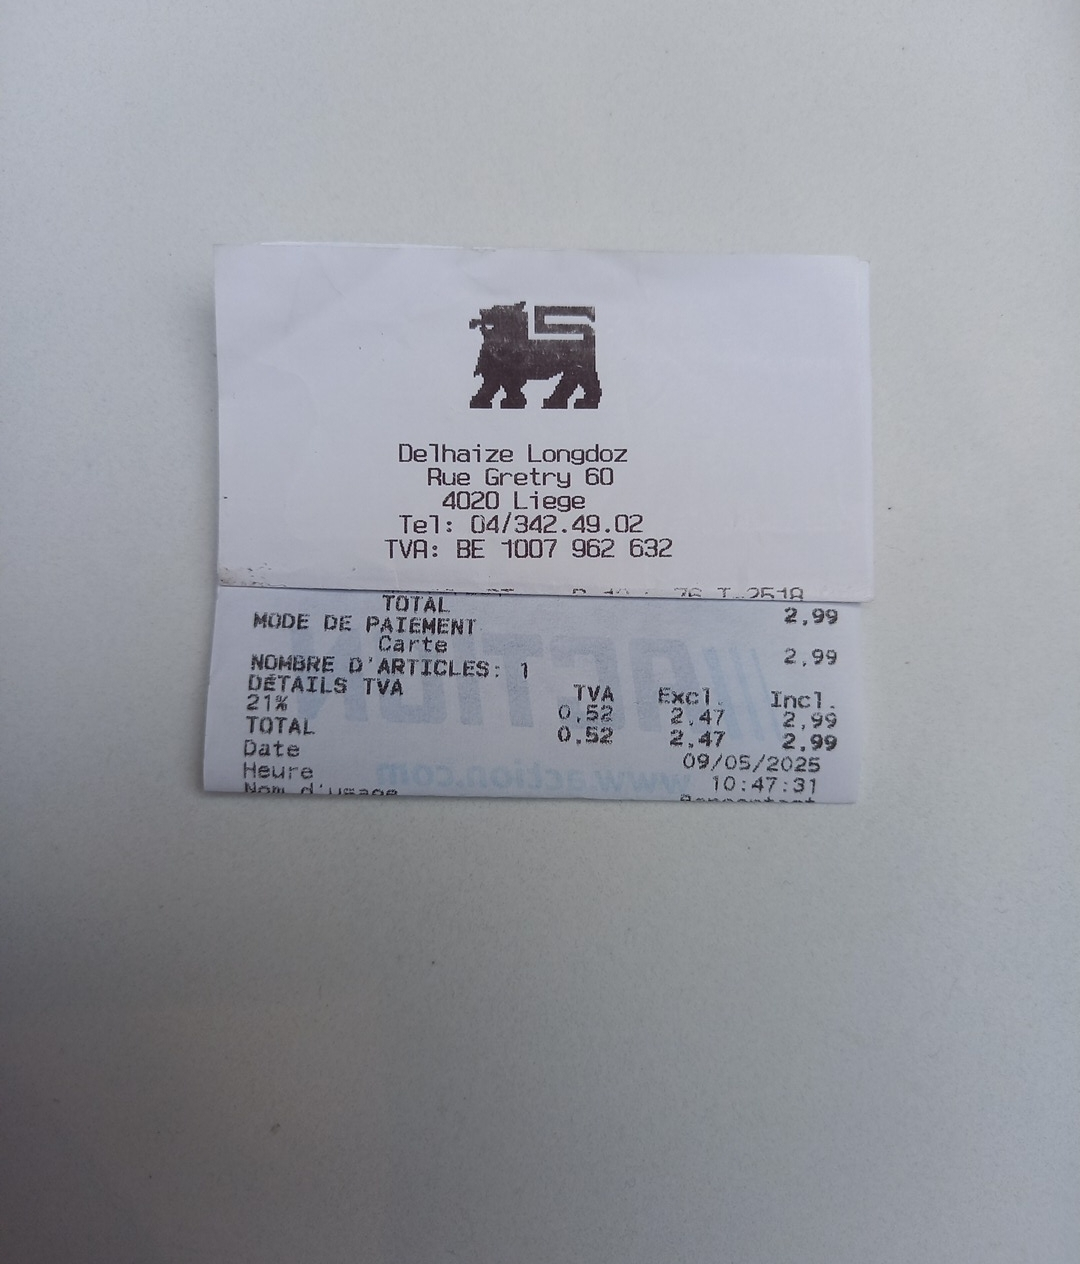 Delhaize Longdoz
Rue Gretry 60
4020 Liege
Tel: 04/342.49.02
TVA: BE 1007 962 632
TOTAL 2,99
MODE DE PAIEMENT
Carte 2,99
NOMBRE D'ARTICLES: 1
DÉTAILS TVA TVA Excl. Incl.
21% 0,52 2,47 2,99
TOTAL 0,52 2,47 2,99
Date 09/05/2025
Heure 10:47:31
Nom d'usage
ACTION
www.action.com